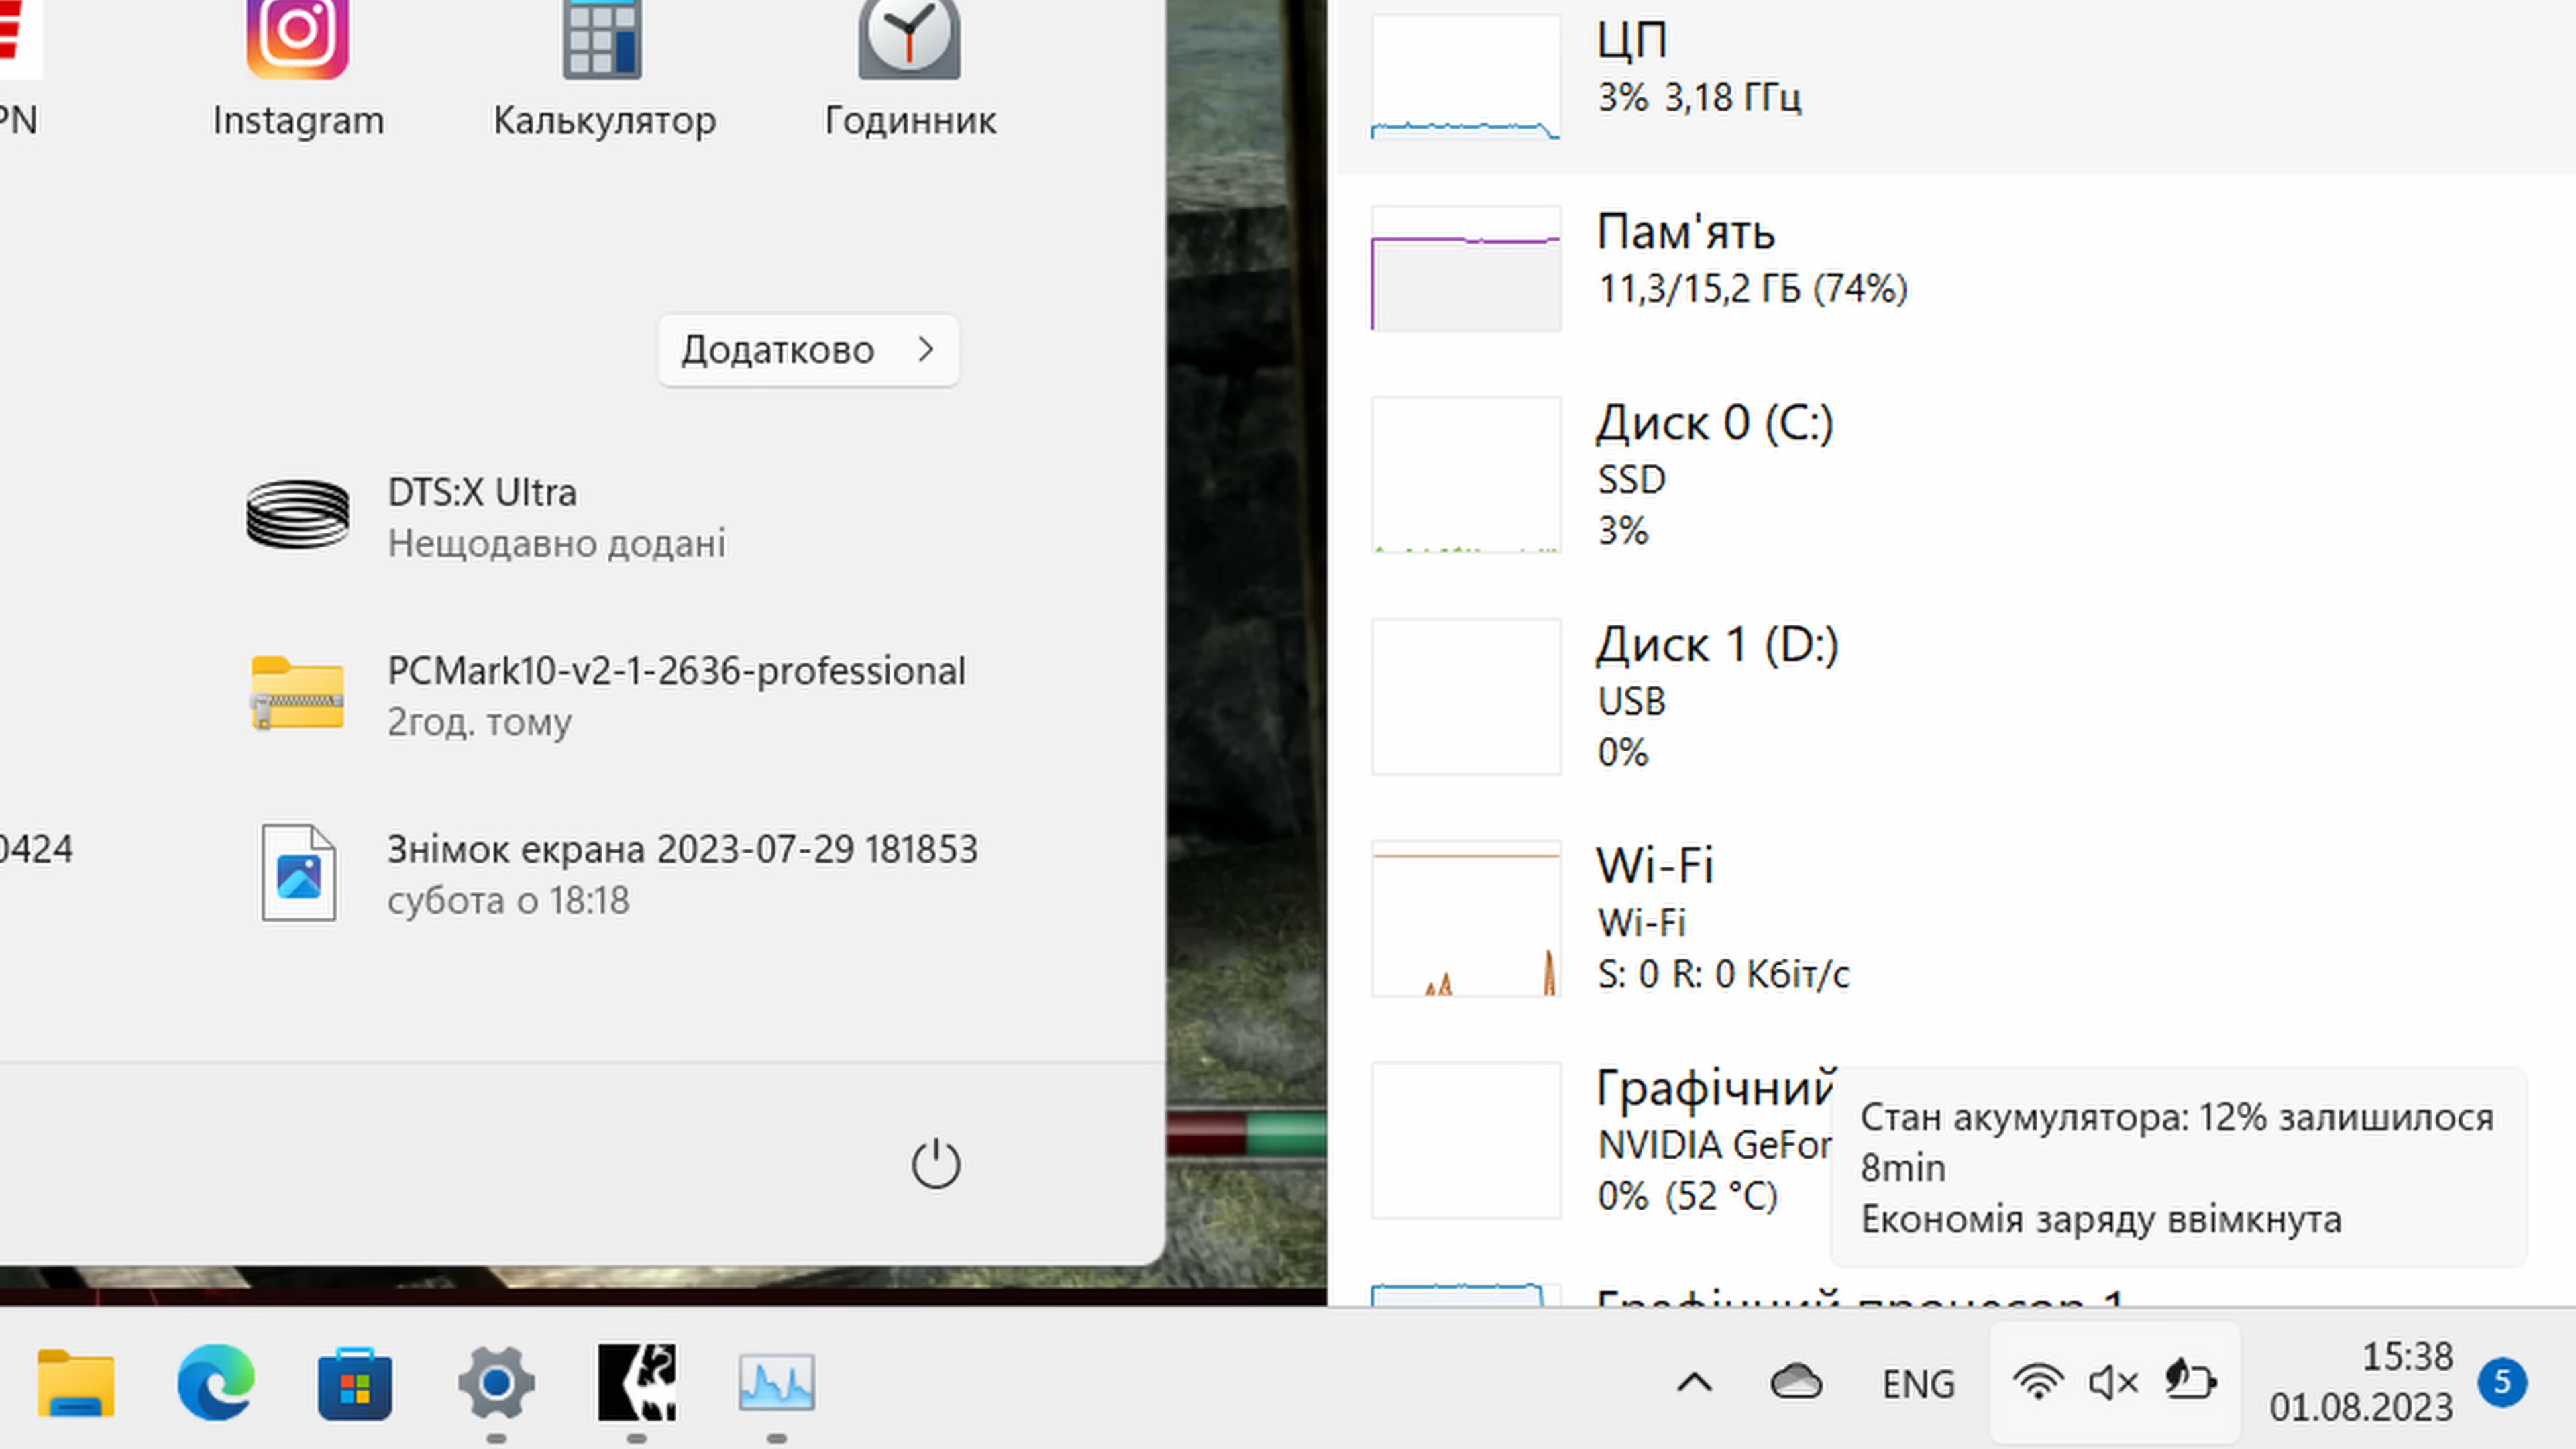 PN
Instagram
Калькулятор
Годинник
Додатково
DTS:X Ultra
Нещодавно додані
PCMark10-v2-1-2636-professional
2год. тому
0424
Знімок екрана 2023-07-29 181853
субота о 18:18
ЦП
3% 3,18 ГГц
Пам'ять
11,3/15,2 ГБ (74%)
Диск 0 (C:)
SSD
3%
Диск 1 (D:)
USB
0%
Wi-Fi
Wi-Fi
S: 0 R: 0 Кбіт/с
Графічний
NVIDIA GeFor
0% (52 °C)
Графічний процесор 1
Стан акумулятора: 12% залишилося
8min
Економія заряду ввімкнута
ENG
15:38
01.08.2023
5